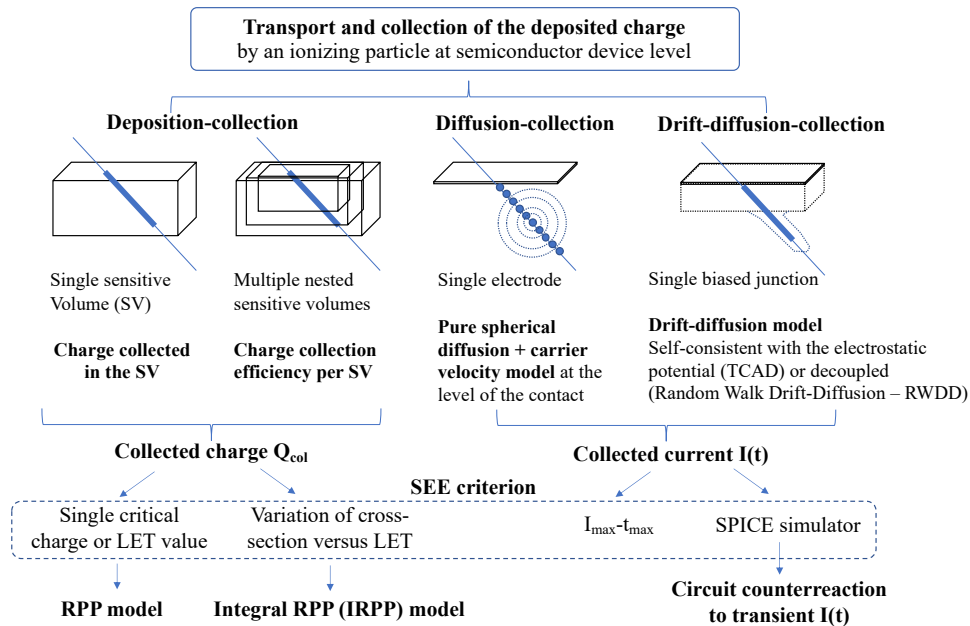 Transport and collection of the deposited charge
by an ionizing particle at semiconductor device level
Deposition-collection
Diffusion-collection
Drift-diffusion-collection
Single sensitive
Volume (SV)
Multiple nested
sensitive volumes
Single electrode
Single biased junction
Charge collected
in the SV
Charge collection
efficiency per SV
Pure spherical
diffusion + carrier
velocity model at the
level of the contact
Drift-diffusion model
Self-consistent with the electrostatic
potential (TCAD) or decoupled
(Random Walk Drift-Diffusion – RWDD)
Collected charge Qcol
Collected current I(t)
SEE criterion
Single critical
charge or LET value
Variation of cross-
section versus LET
Imax-tmax
SPICE simulator
RPP model
Integral RPP (IRPP) model
Circuit counterreaction
to transient I(t)